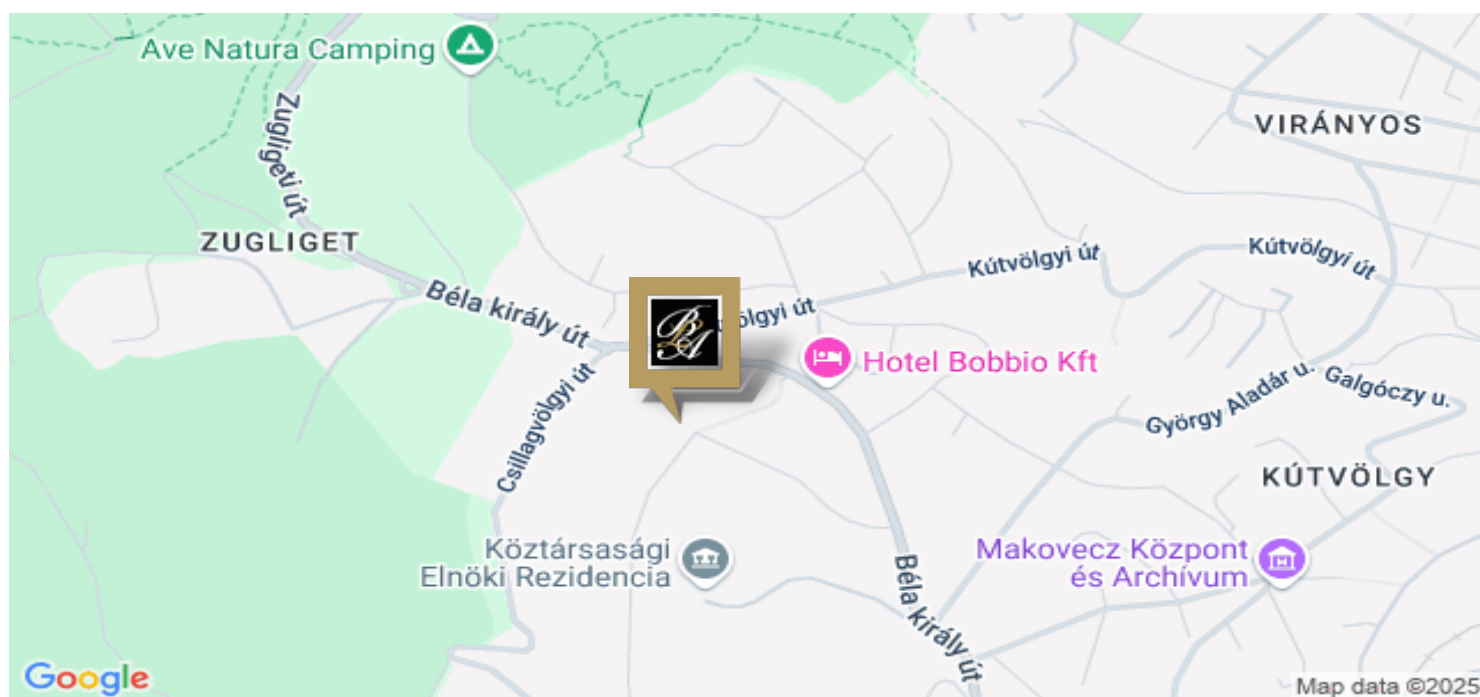 Ave Natura Camping
Zugligeti út
VIRÁNYOS
ZUGLIGET
Kútvölgyi út
Kútvölgyi út
Béla király út
ölgyi út
BLA
Hotel Bobbio Kft
Csillagvölgyi út
György Aladár u.
Galgóczy u.
KÚTVÖLGY
Köztársasági
Elnöki Rezidencia
Makovecz Központ
és Archívum
Béla király út
Google
Map data ©2025